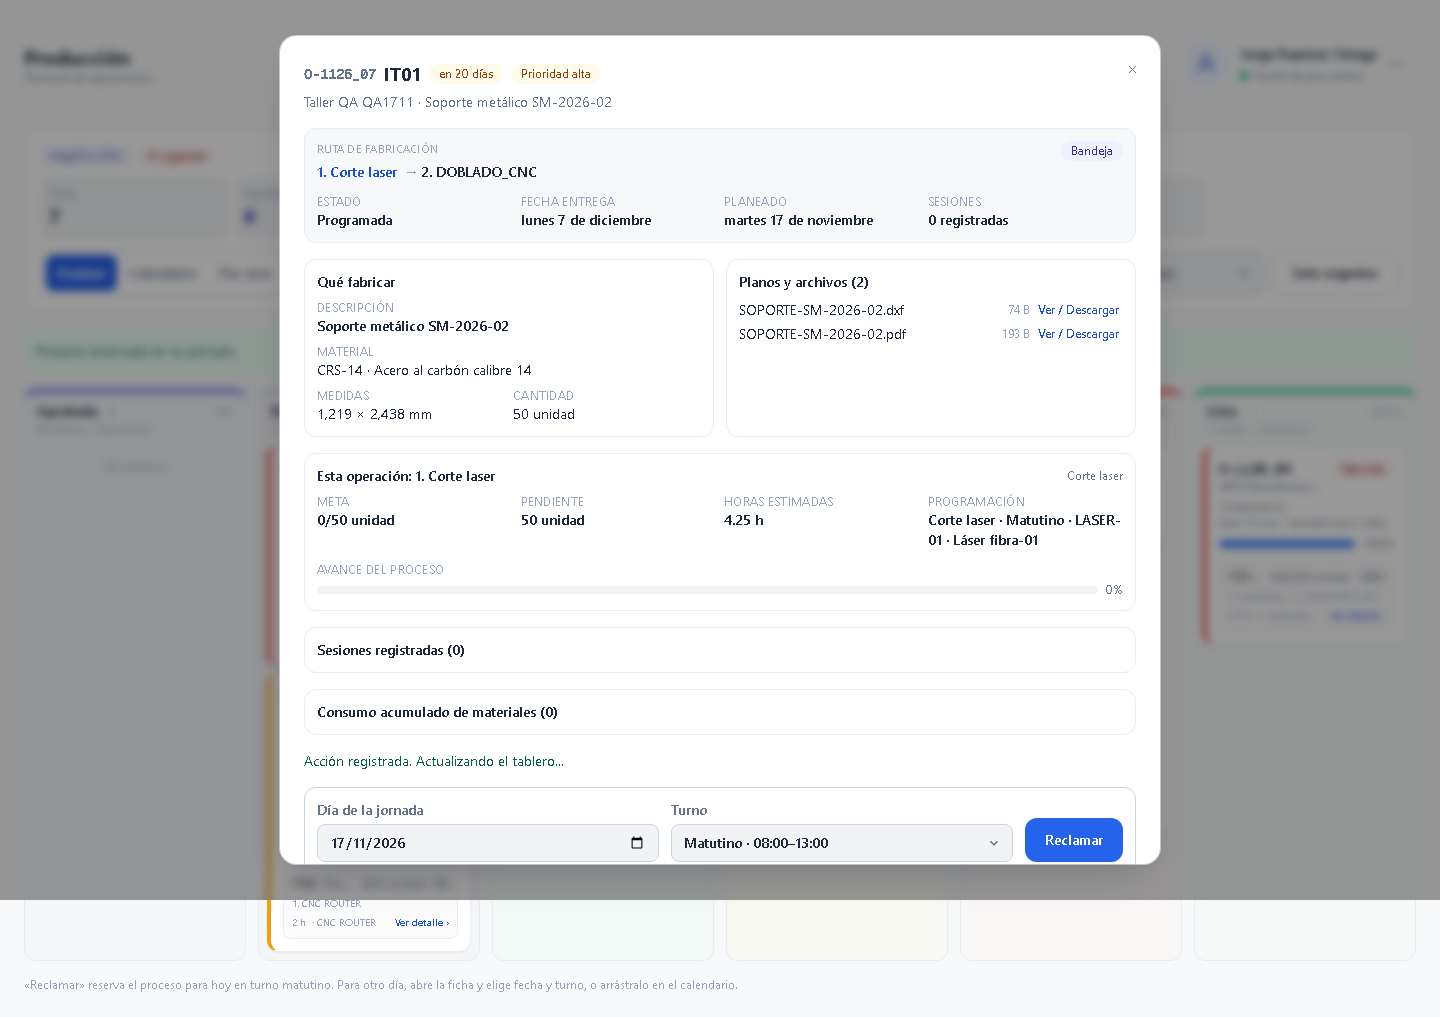 O-1126_07 IT01 en 20 días Prioridad alta ×
Taller QA QA1711 · Soporte metálico SM-2026-02
RUTA DE FABRICACIÓN Bandeja
1. Corte laser → 2. DOBLADO_CNC
ESTADO FECHA ENTREGA PLANEADO SESIONES
Programada lunes 7 de diciembre martes 17 de noviembre 0 registradas
Qué fabricar
DESCRIPCIÓN
Soporte metálico SM-2026-02
MATERIAL
CRS-14 · Acero al carbón calibre 14
MEDIDAS CANTIDAD
1,219 × 2,438 mm 50 unidad
Planos y archivos (2)
SOPORTE-SM-2026-02.dxf 74 B Ver / Descargar
SOPORTE-SM-2026-02.pdf 193 B Ver / Descargar
Esta operación: 1. Corte laser Corte laser
META PENDIENTE HORAS ESTIMADAS PROGRAMACIÓN
0/50 unidad 50 unidad 4.25 h Corte laser · Matutino · LASER-
01 · Láser fibra-01
AVANCE DEL PROCESO
0%
Sesiones registradas (0)
Consumo acumulado de materiales (0)
Acción registrada. Actualizando el tablero...
Día de la jornada Turno
17/11/2026 Matutino · 08:00–13:00 Reclamar
1. CNC ROUTER
2 h · CNC ROUTER Ver detalle ›
«Reclamar» reserva el proceso para hoy en turno matutino. Para otro día, abre la ficha y elige fecha y turno, o arrástralo en el calendario.